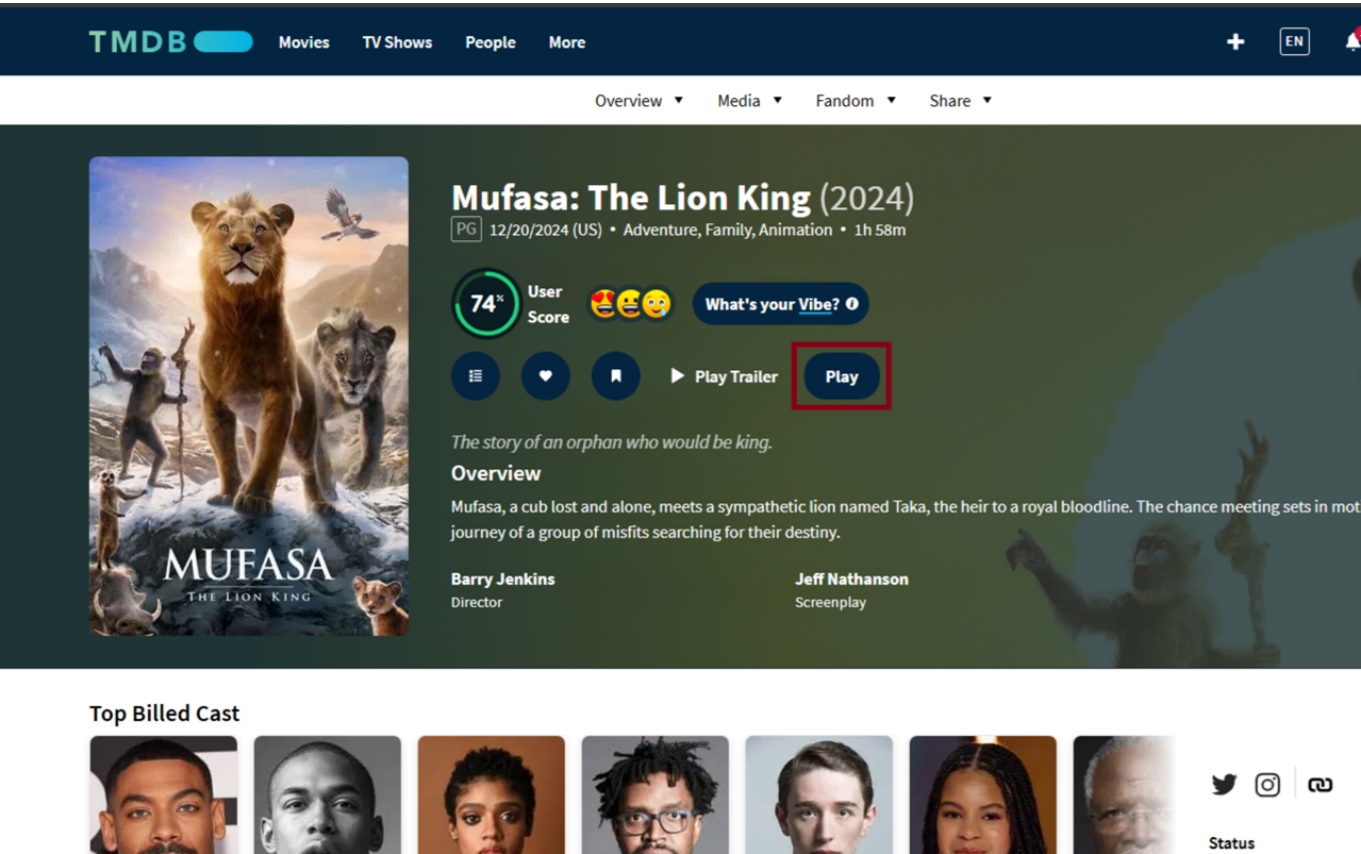 TMDB Movies TV Shows People More + EN
Overview Media Fandom Share
Mufasa: The Lion King (2024)
PG 12/20/2024 (US) • Adventure, Family, Animation • 1h 58m
74% User
Score
What's your Vibe?
Play Trailer Play
The story of an orphan who would be king.
Overview
Mufasa, a cub lost and alone, meets a sympathetic lion named Taka, the heir to a royal bloodline. The chance meeting sets in mot
journey of a group of misfits searching for their destiny.
Barry Jenkins Jeff Nathanson
Director Screenplay
MUFASA
THE LION KING
Top Billed Cast
Status